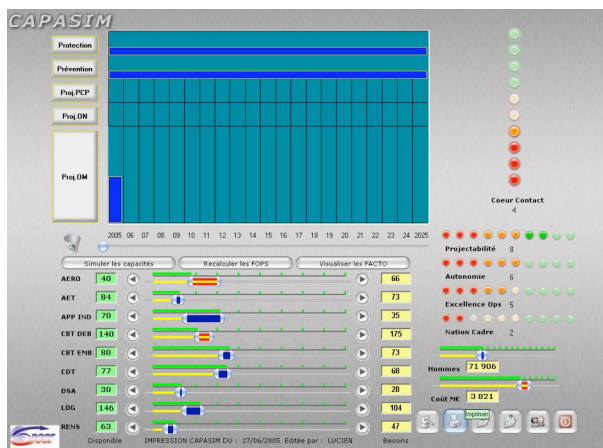 CAPASIM
Protection
Prévention
Proj.PCP
Proj.ON
Proj.OM
2005 06 07 08 09 10 11 12 13 14 15 16 17 18 19 20 21 22 23 24 2025
Coeur Contact
4
Simuler les capacités
Recalculer les FOPS
Visualiser les FACTO
Projectabilité 8
Autonomie 6
Excellence Ops 5
Nation Cadre 2
AERO 40 66
AET 84 73
APP IND 70 35
CBT DEB 140 175
CBT EMB 80 73
CDT 77 68
DSA 30 28
LOG 146 104
RENS 63 47
Hommes 71 906
Coût M€ 3 821
Imprimer
Disponible
IMPRESSION CAPASIM DU : 27/06/2005 Editée par : LUCIEN
Besoins